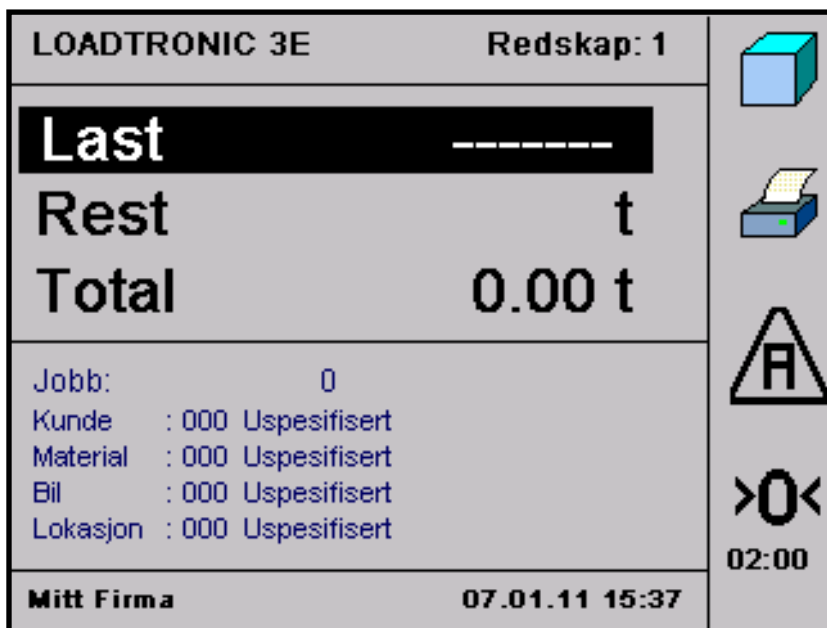 LOADTRONIC 3E Redskap: 1
Last -------
Rest t
Total 0.00 t
Jobb: 0
Kunde : 000 Uspesifisert
Material : 000 Uspesifisert
Bil : 000 Uspesifisert
Lokasjon : 000 Uspesifisert
Mitt Firma 07.01.11 15:37
A
>0<
02:00